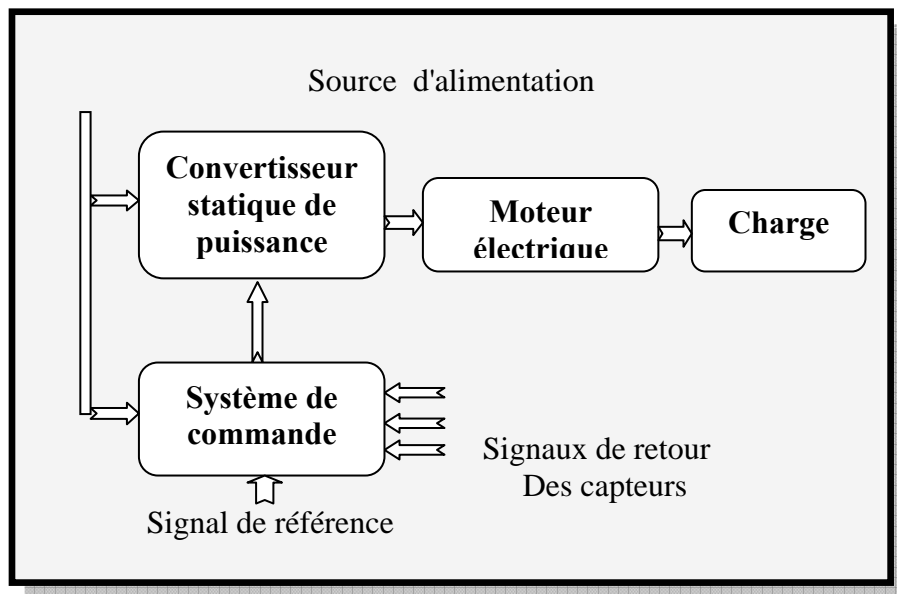 Source d'alimentation
Convertisseur
statique de
puissance
Moteur
électrique
Charge
Système de
commande
Signaux de retour
Des capteurs
Signal de référence